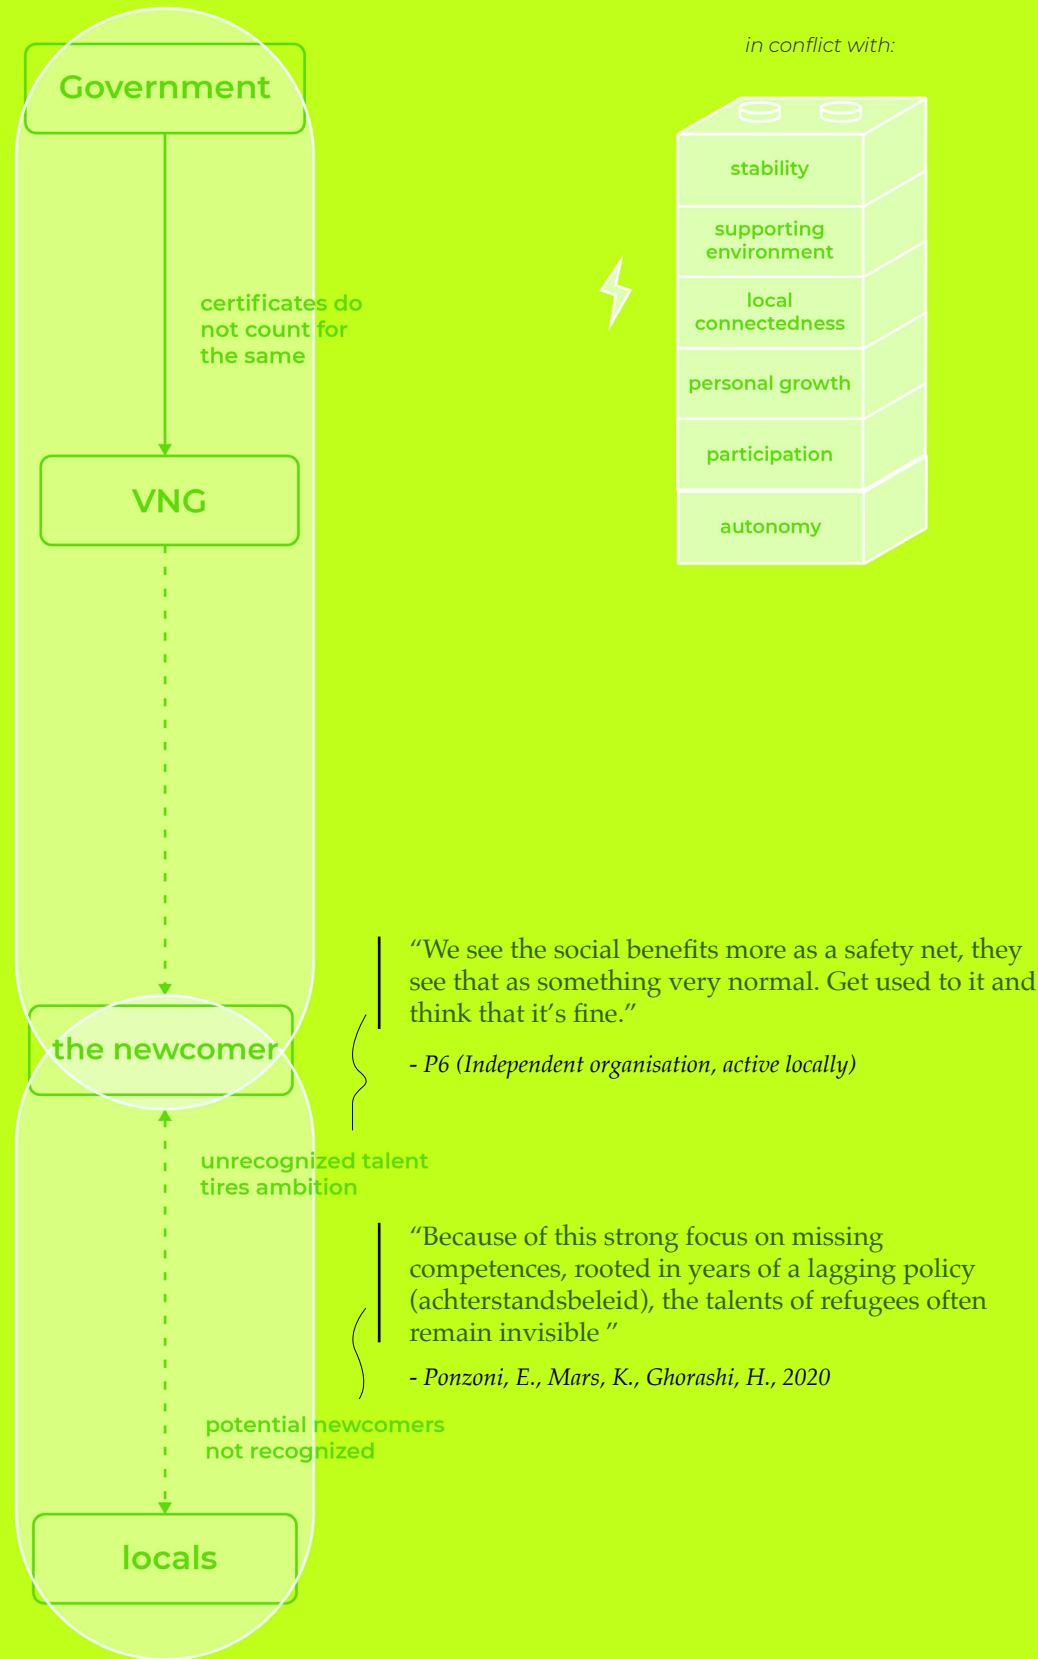 Government
in conflict with:
stability
supporting
environment
local
connectedness
personal growth
participation
autonomy
certificates do
not count for
the same
VNG
the newcomer
“We see the social benefits more as a safety net, they
see that as something very normal. Get used to it and
think that it’s fine.”
- P6 (Independent organisation, active locally)
unrecognized talent
tires ambition
“Because of this strong focus on missing
competences, rooted in years of a lagging policy
(achterstandsbeleid), the talents of refugees often
remain invisible ”
- Ponzoni, E., Mars, K., Ghorashi, H., 2020
potential newcomers
not recognized
locals